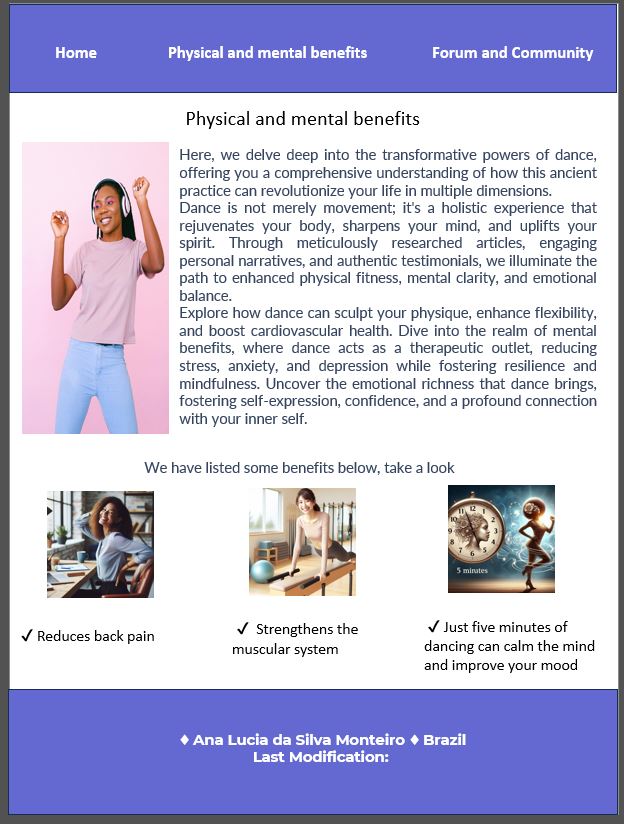 Home Physical and mental benefits Forum and Community
Physical and mental benefits
Here, we delve deep into the transformative powers of dance,
offering you a comprehensive understanding of how this ancient
practice can revolutionize your life in multiple dimensions.
Dance is not merely movement; it's a holistic experience that
rejuvenates your body, sharpens your mind, and uplifts your
spirit. Through meticulously researched articles, engaging
personal narratives, and authentic testimonials, we illuminate the
path to enhanced physical fitness, mental clarity, and emotional
balance.
Explore how dance can sculpt your physique, enhance flexibility,
and boost cardiovascular health. Dive into the realm of mental
benefits, where dance acts as a therapeutic outlet, reducing
stress, anxiety, and depression while fostering resilience and
mindfulness. Uncover the emotional richness that dance brings,
fostering self-expression, confidence, and a profound connection
with your inner self.
We have listed some benefits below, take a look
5 minutes
✓ Reduces back pain
✓ Strengthens the
muscular system
✓ Just five minutes of
dancing can calm the mind
and improve your mood
♦ Ana Lucia da Silva Monteiro ♦ Brazil
Last Modification: